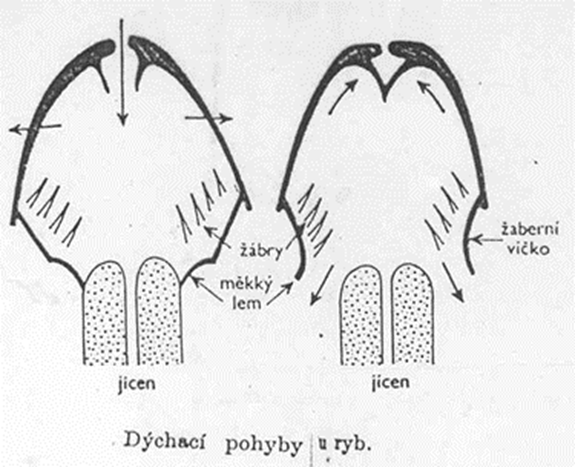 žábry
měkký
lem
žaberní
víčko
jícen
jícen
Dýchací pohyby u ryb.